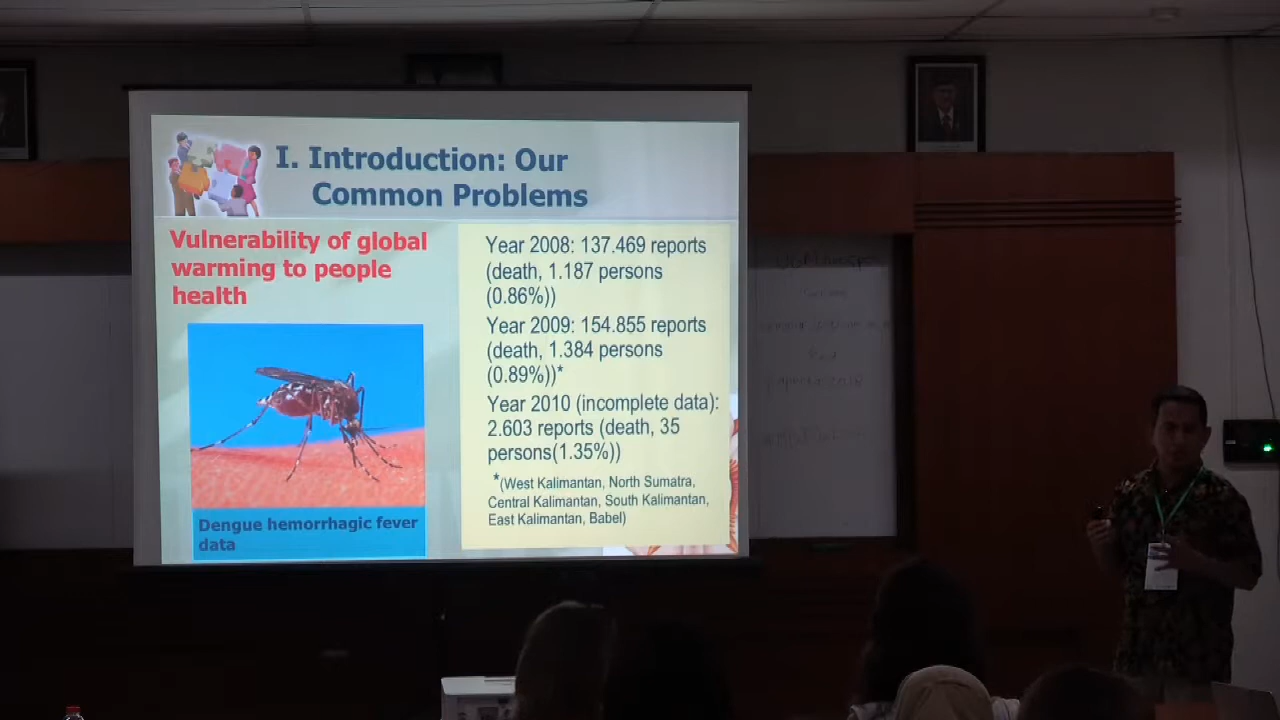 I. Introduction: Our
Common Problems
Vulnerability of global
warming to people
health
Dengue hemorrhagic fever
data
Year 2008: 137.469 reports
(death, 1.187 persons
(0.86%))
Year 2009: 154.855 reports
(death, 1.384 persons
(0.89%))*
Year 2010 (incomplete data):
2.603 reports (death, 35
persons(1.35%))
*(West Kalimantan, North Sumatra,
Central Kalimantan, South Kalimantan,
East Kalimantan, Babel)